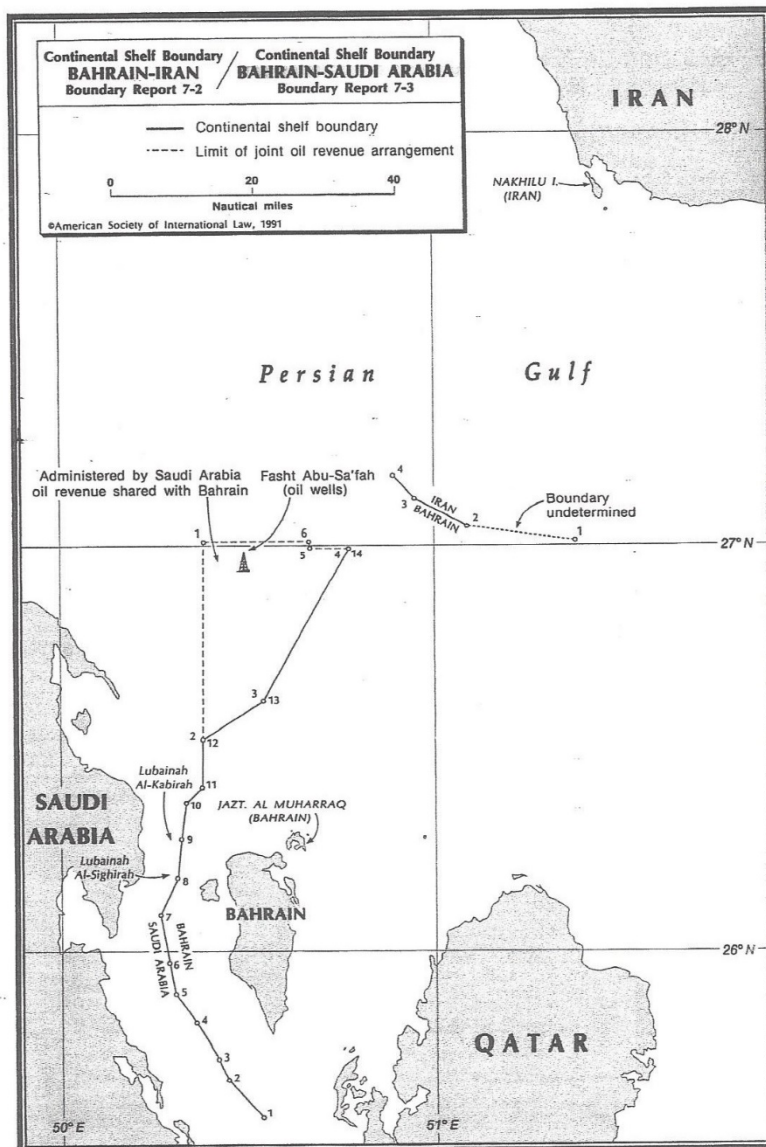 Continental Shelf Boundary
BAHRAIN-IRAN
Boundary Report 7-2
/
Continental Shelf Boundary
BAHRAIN-SAUDI ARABIA
Boundary Report 7-3
Continental shelf boundary
Limit of joint oil revenue arrangement
0 20 40
Nautical miles
©American Society of International Law, 1991
IRAN
28° N
NAKHILU I.
(IRAN)
Persian Gulf
Administered by Saudi Arabia
oil revenue shared with Bahrain
Fasht Abu-Sa'fah
(oil wells)
4
3
IRAN
BAHRAIN
2
Boundary
undetermined
1
1
6
5
4
14
27° N
3
13
2
12
Lubainah
Al-Kabirah
11
10
SAUDI
ARABIA
JAZT. AL MUHARRAQ
(BAHRAIN)
9
Lubainah
Al-Sighirah
8
BAHRAIN
7
BAHRAIN
SAUDI ARABIA
6
26° N
5
4
QATAR
3
2
1
50° E
51° E